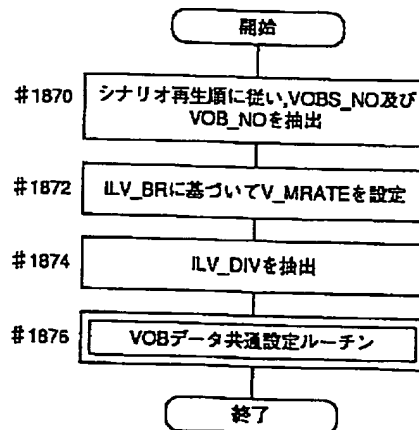 開始
#1870
シナリオ再生順に従い,VOBS_NO及び
VOB_NOを抽出
#1872
ILV_BRに基づいてV_MRATEを設定
#1874
ILV_DIVを抽出
#1876
VOBデータ共通設定ルーチン
終了